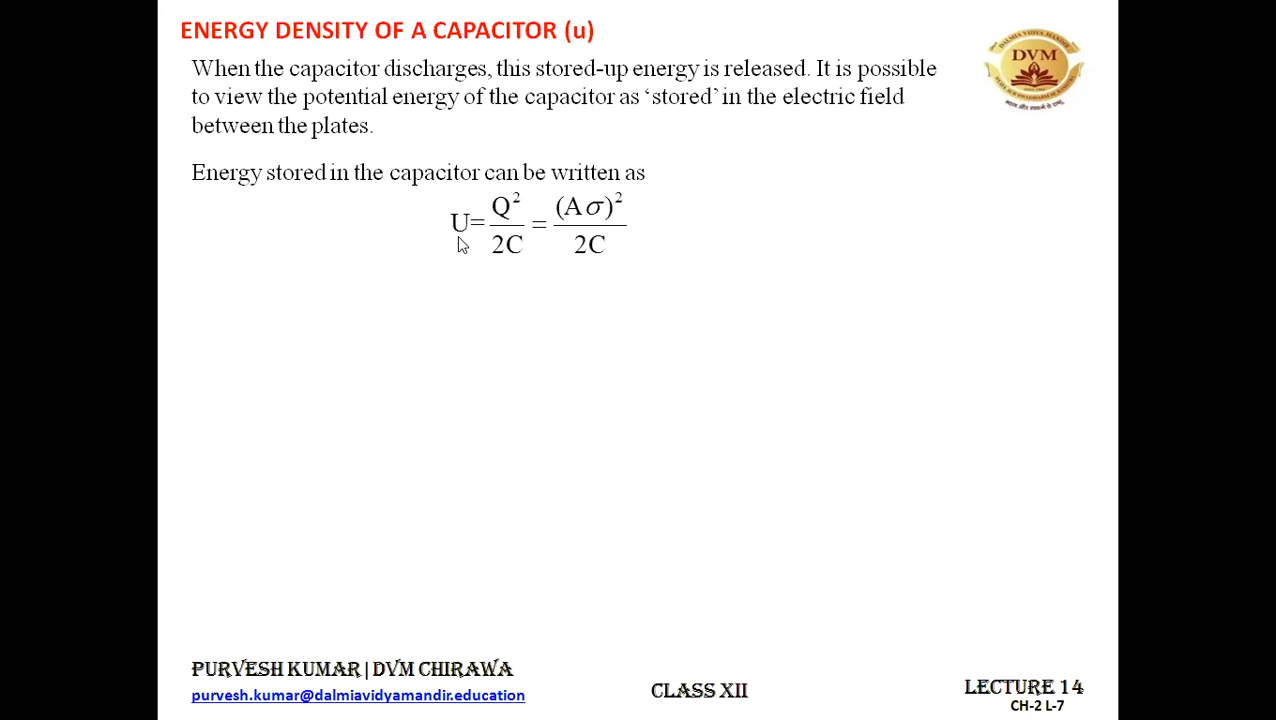 ENERGY DENSITY OF A CAPACITOR (u)
When the capacitor discharges, this stored-up energy is released. It is possible
to view the potential energy of the capacitor as ‘stored’ in the electric field
between the plates.
DVM
Energy stored in the capacitor can be written as
U= Q² / 2C = (Aσ)² / 2C
PURVESH KUMAR | DVM CHIRAWA
purvesh.kumar@dalmiavidyamandir.education
CLASS XII
LECTURE 14
CH-2 L-7